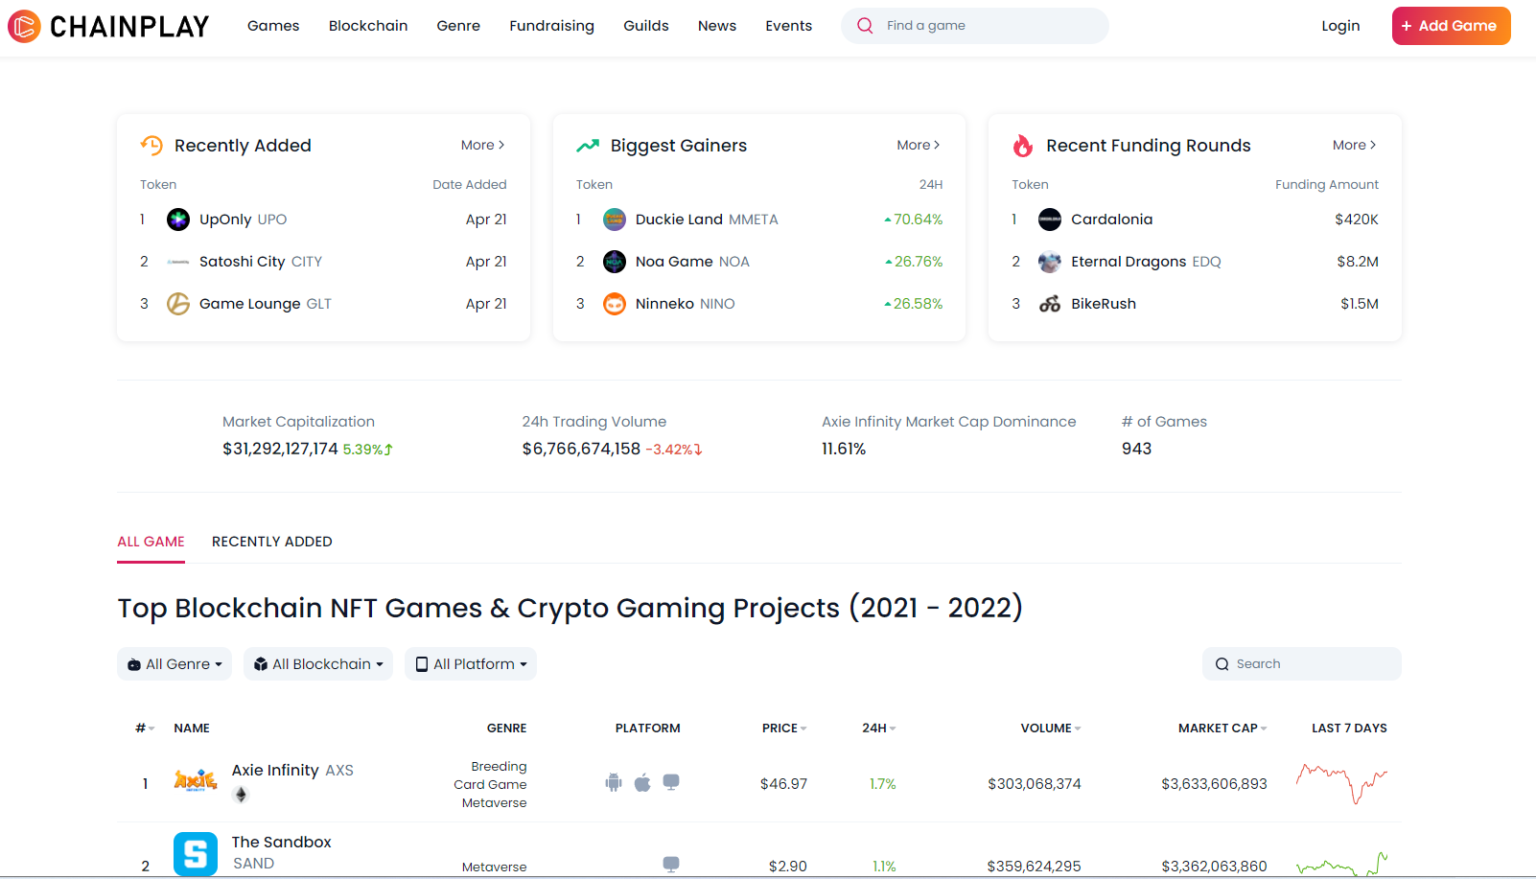 CHAINPLAY Games Blockchain Genre Fundraising Guilds News Events Find a game Login + Add Game
Recently Added More >
Token Date Added
1 UpOnly UPO Apr 21
2 Satoshi City CITY Apr 21
3 Game Lounge GLT Apr 21
Biggest Gainers More >
Token 24H
1 Duckie Land MMETA 70.64%
2 Noa Game NOA 26.76%
3 Ninneko NINO 26.58%
Recent Funding Rounds More >
Token Funding Amount
1 Cardalonia $420K
2 Eternal Dragons EDQ $8.2M
3 BikeRush $1.5M
Market Capitalization 24h Trading Volume Axie Infinity Market Cap Dominance # of Games
$31,292,127,174 5.39% $6,766,674,158 -3.42% 11.61% 943
ALL GAME RECENTLY ADDED
Top Blockchain NFT Games & Crypto Gaming Projects (2021 - 2022)
All Genre All Blockchain All Platform Search
# NAME GENRE PLATFORM PRICE 24H VOLUME MARKET CAP LAST 7 DAYS
1 AXIE Axie Infinity AXS Breeding
Card Game
Metaverse $46.97 1.7% $303,068,374 $3,633,606,893
2 S The Sandbox
SAND Metaverse $2.90 1.1% $359,624,295 $3,362,063,860